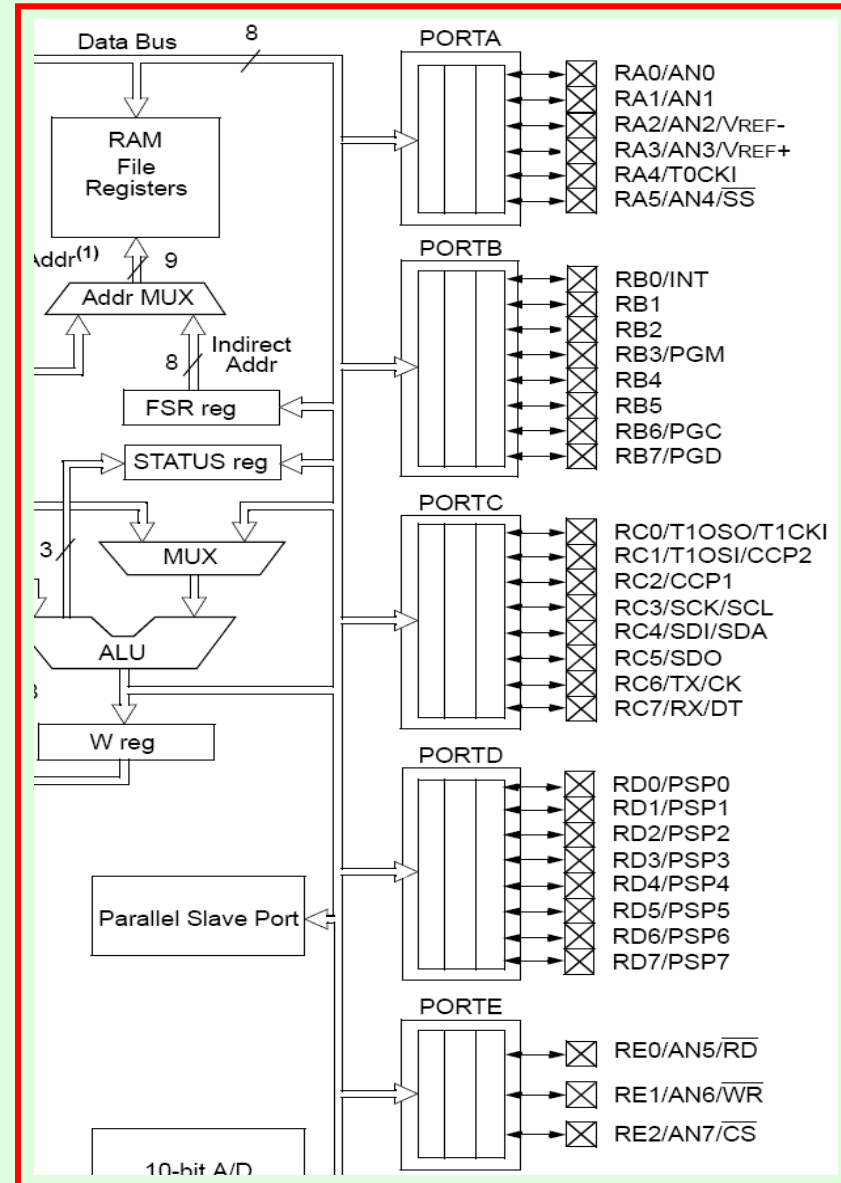 Data Bus
8
RAM
File
Registers
Addr(1)
9
Addr MUX
8
Indirect
Addr
FSR reg
STATUS reg
3
MUX
ALU
W reg
Parallel Slave Port
10-bit A/D
PORTA
RA0/AN0
RA1/AN1
RA2/AN2/VREF-
RA3/AN3/VREF+
RA4/T0CKI
RA5/AN4/S̅S̅
PORTB
RB0/INT
RB1
RB2
RB3/PGM
RB4
RB5
RB6/PGC
RB7/PGD
PORTC
RC0/T1OSO/T1CKI
RC1/T1OSI/CCP2
RC2/CCP1
RC3/SCK/SCL
RC4/SDI/SDA
RC5/SDO
RC6/TX/CK
RC7/RX/DT
PORTD
RD0/PSP0
RD1/PSP1
RD2/PSP2
RD3/PSP3
RD4/PSP4
RD5/PSP5
RD6/PSP6
RD7/PSP7
PORTE
RE0/AN5/R̅D̅
RE1/AN6/W̅R̅
RE2/AN7/C̅S̅